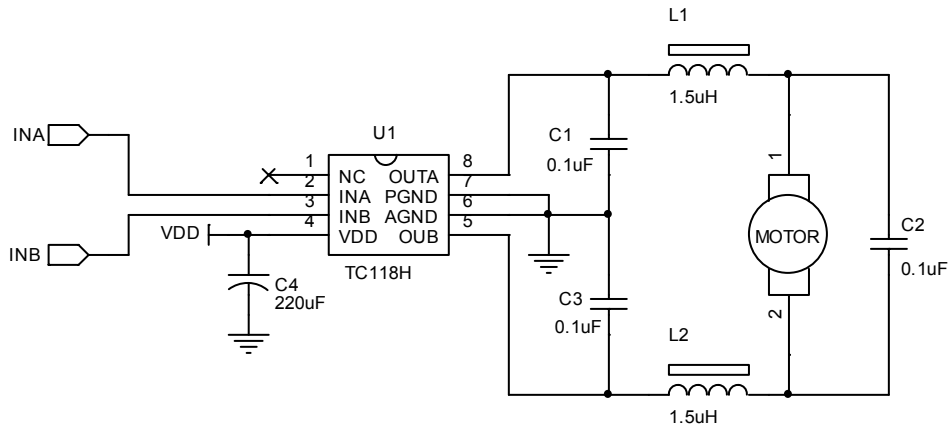 L1
1.5uH
INA
U1
C1
0.1uF
1
NC
OUTA
8
2
INA
PGND
7
3
INB
AGND
6
4
VDD
OUB
5
TC118H
VDD
INB
C4
220uF
C3
0.1uF
1
MOTOR
2
C2
0.1uF
L2
1.5uH